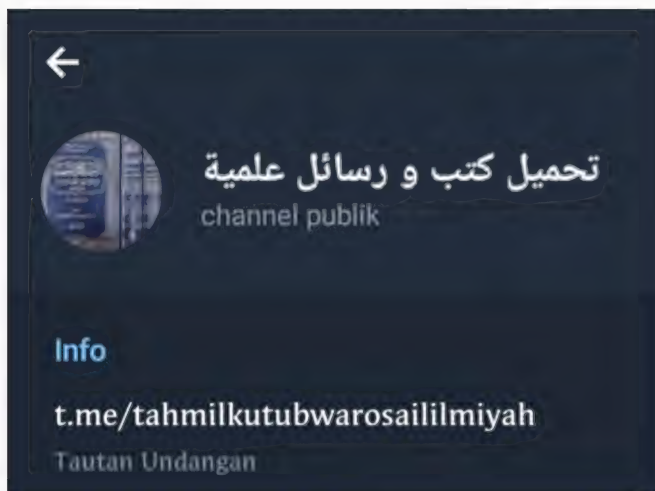 تحميل كتب و رسائل علمية
channel publik
Info
t.me/tahmilkutubwarosaililmiyah
Tautan Undangan